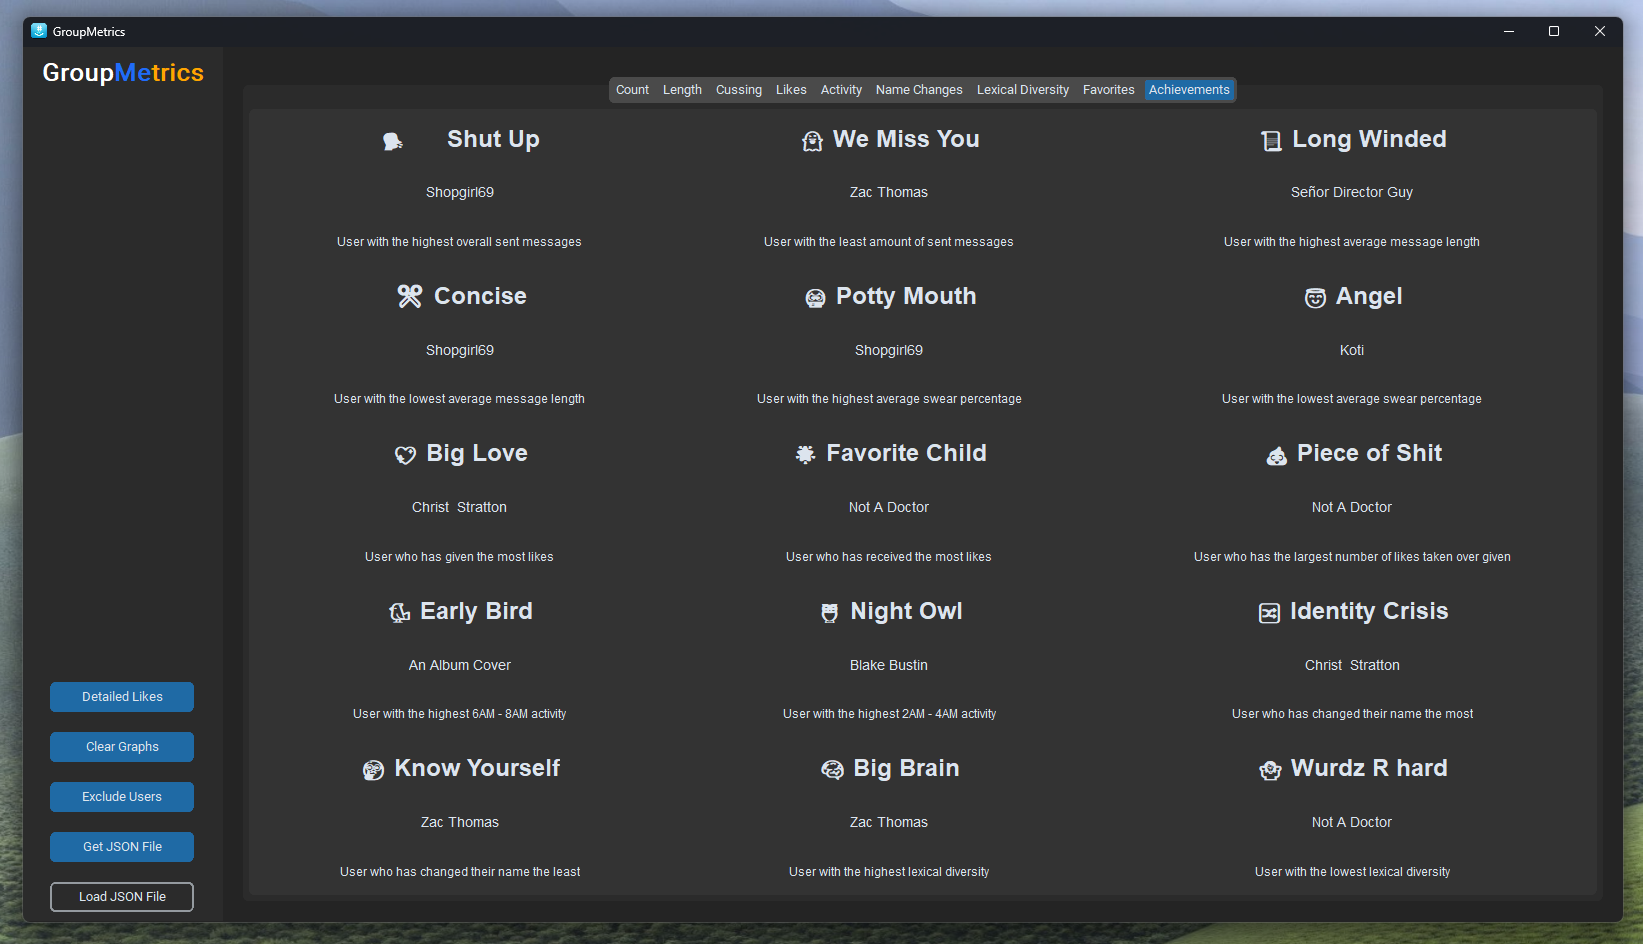 GroupMetrics
GroupMetrics
Count Length Cussing Likes Activity Name Changes Lexical Diversity Favorites Achievements
Shut Up
We Miss You
Long Winded
Shopgirl69
Zac Thomas
Señor Director Guy
User with the highest overall sent messages
User with the least amount of sent messages
User with the highest average message length
Concise
Potty Mouth
Angel
Shopgirl69
Shopgirl69
Koti
User with the lowest average message length
User with the highest average swear percentage
User with the lowest average swear percentage
Big Love
Favorite Child
Piece of Shit
Christ  Stratton
Not A Doctor
Not A Doctor
User who has given the most likes
User who has received the most likes
User who has the largest number of likes taken over given
Early Bird
Night Owl
Identity Crisis
An Album Cover
Blake Bustin
Christ  Stratton
User with the highest 6AM - 8AM activity
User with the highest 2AM - 4AM activity
User who has changed their name the most
Know Yourself
Big Brain
Wurdz R hard
Zac Thomas
Zac Thomas
Not A Doctor
User who has changed their name the least
User with the highest lexical diversity
User with the lowest lexical diversity
Detailed Likes
Clear Graphs
Exclude Users
Get JSON File
Load JSON File